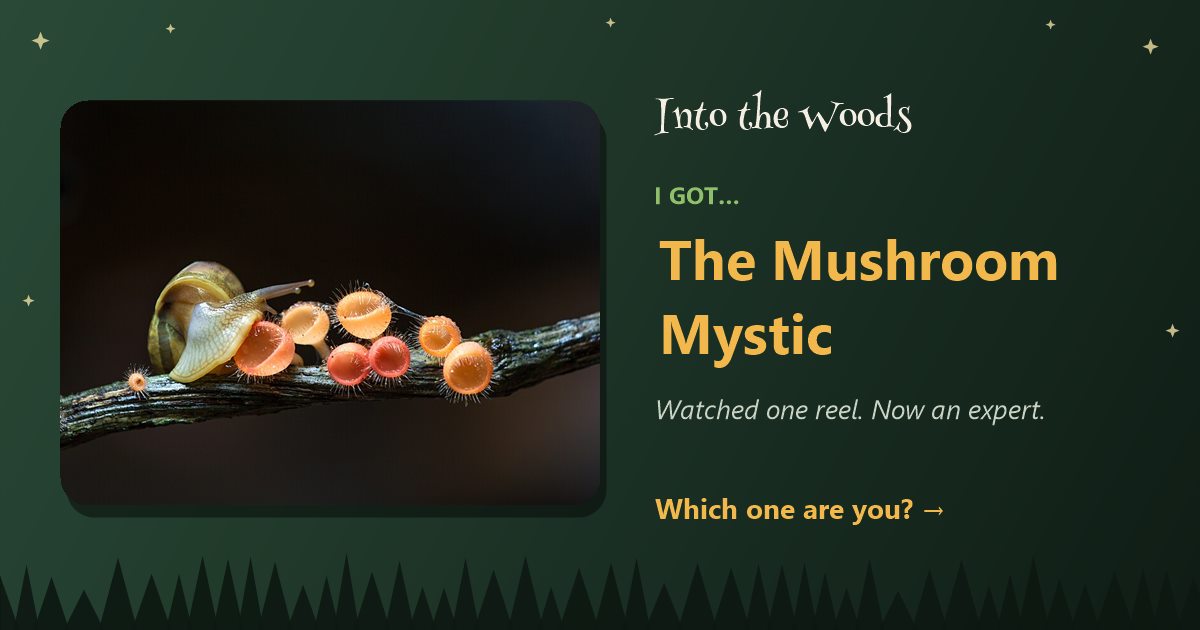 Into the Woods
I GOT...
The Mushroom
Mystic
Watched one reel. Now an expert.
Which one are you? →